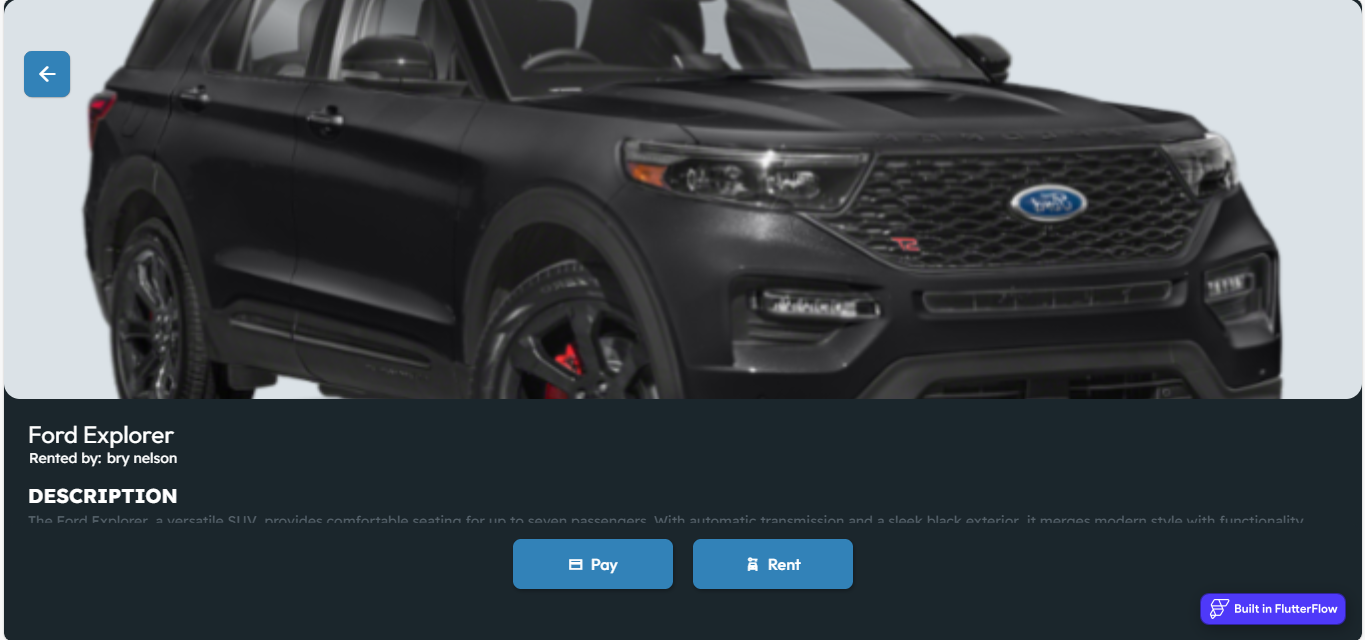 Ford Explorer
Rented by: bry nelson
DESCRIPTION
The Ford Explorer, a versatile SUV, provides comfortable seating for up to seven passengers. With automatic transmission and a sleek black exterior, it merges modern style with functionality.
Pay
Rent
Built in FlutterFlow